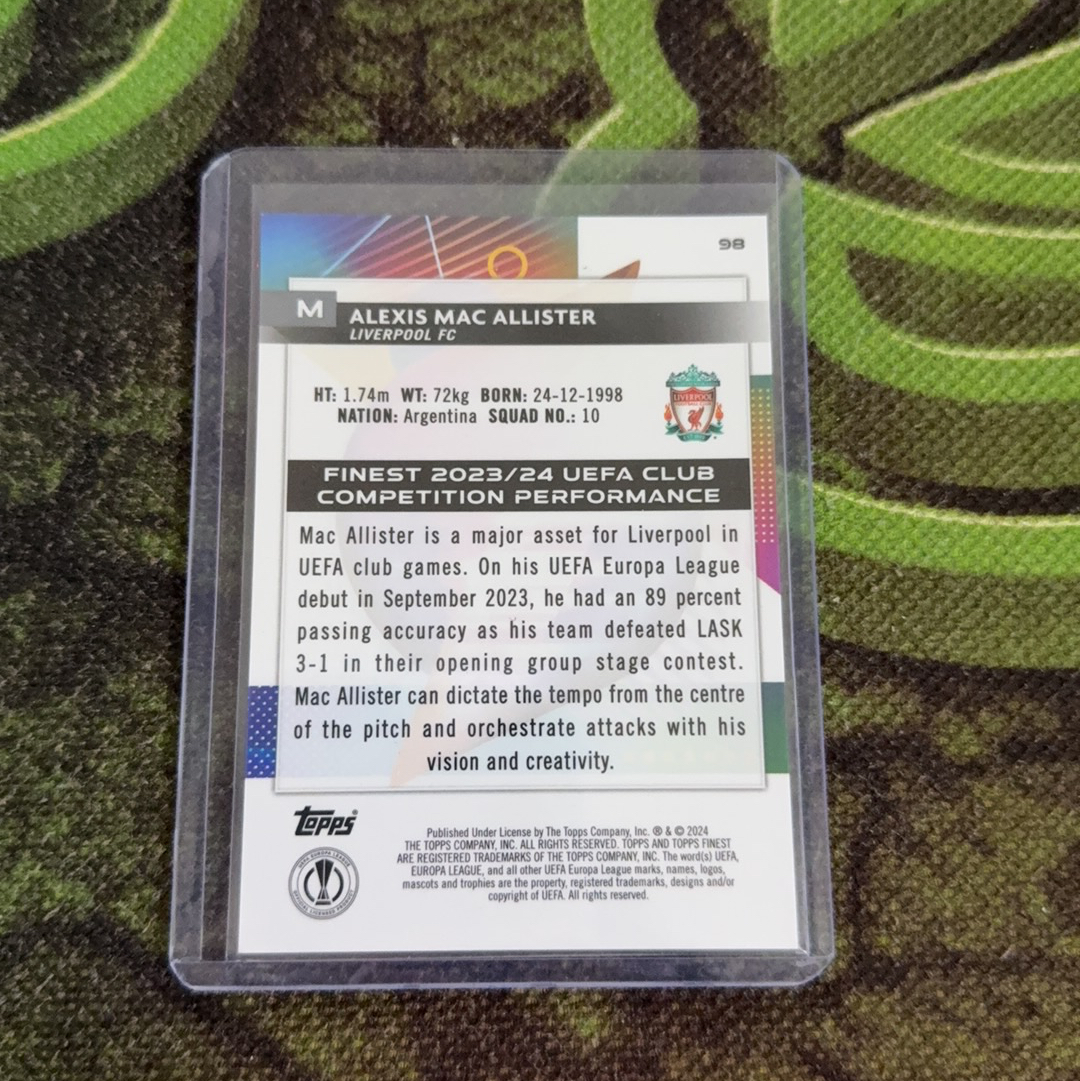 98
M
ALEXIS MAC ALLISTER
LIVERPOOL FC
HT: 1.74m WT: 72kg BORN: 24-12-1998
NATION: Argentina SQUAD NO.: 10
LIVERPOOL
FINEST 2023/24 UEFA CLUB
COMPETITION PERFORMANCE
Mac Allister is a major asset for Liverpool in
UEFA club games. On his UEFA Europa League
debut in September 2023, he had an 89 percent
passing accuracy as his team defeated LASK
3-1 in their opening group stage contest.
Mac Allister can dictate the tempo from the centre
of the pitch and orchestrate attacks with his
vision and creativity.
Topps®
Published Under License by The Topps Company, Inc. ® & © 2024
THE TOPPS COMPANY, INC. ALL RIGHTS RESERVED. TOPPS AND TOPPS FINEST
ARE REGISTERED TRADEMARKS OF THE TOPPS COMPANY, INC. The word(s) UEFA,
EUROPA LEAGUE, and all other UEFA Europa League marks, names, logos,
mascots and trophies are the property, registered trademarks, designs and/or
copyright of UEFA. All rights reserved.
UEFA EUROPA LEAGUE
OFFICIAL LICENSED PRODUCT